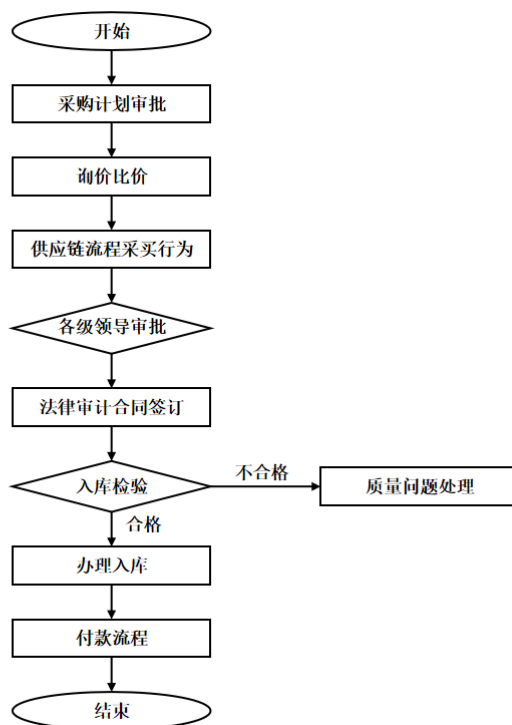 开始
采购计划审批
询价比价
供应链流程采买行为
各级领导审批
法律审计合同签订
入库检验
不合格
质量问题处理
合格
办理入库
付款流程
结束